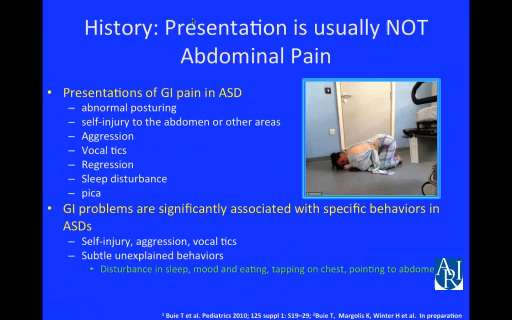 History: Presentation is usually NOT
Abdominal Pain
• Presentations of GI pain in ASD
– abnormal posturing
– self-injury to the abdomen or other areas
– Aggression
– Vocal tics
– Regression
– Sleep disturbance
– pica
• GI problems are significantly associated with specific behaviors in
ASDs
– Self-injury, aggression, vocal tics
– Subtle unexplained behaviors
• Disturbance in sleep, mood and eating, tapping on chest, pointing to abdome
¹ Buie T et al. Pediatrics 2010; 125 suppl 1: S19–29; ²Buie T, Margolis K, Winter H et al. In preparation